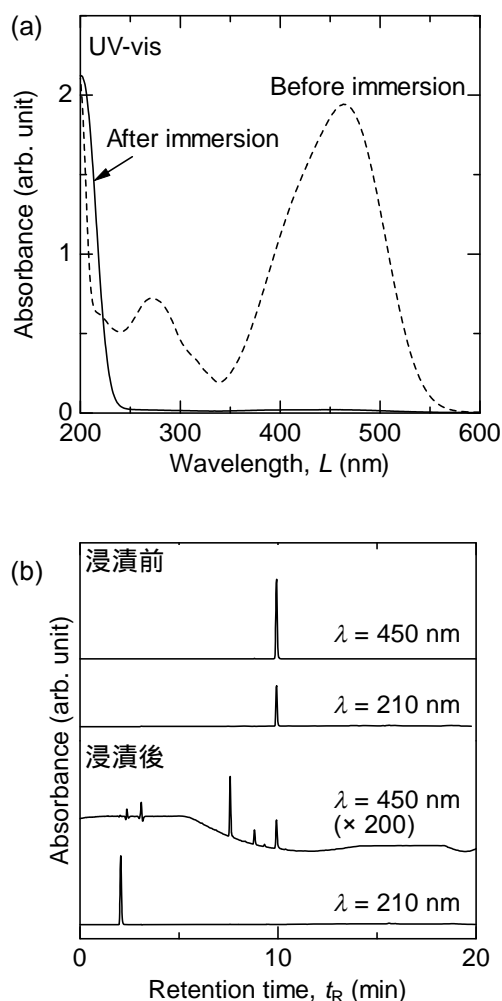 (a)
UV-vis
Before immersion
After immersion
Absorbance (arb. unit)
2
1
0
200 300 400 500 600
Wavelength, L (nm)
(b)
浸漬前
λ = 450 nm
λ = 210 nm
浸漬後
λ = 450 nm
(× 200)
λ = 210 nm
Absorbance (arb. unit)
0 10 20
Retention time, tR (min)